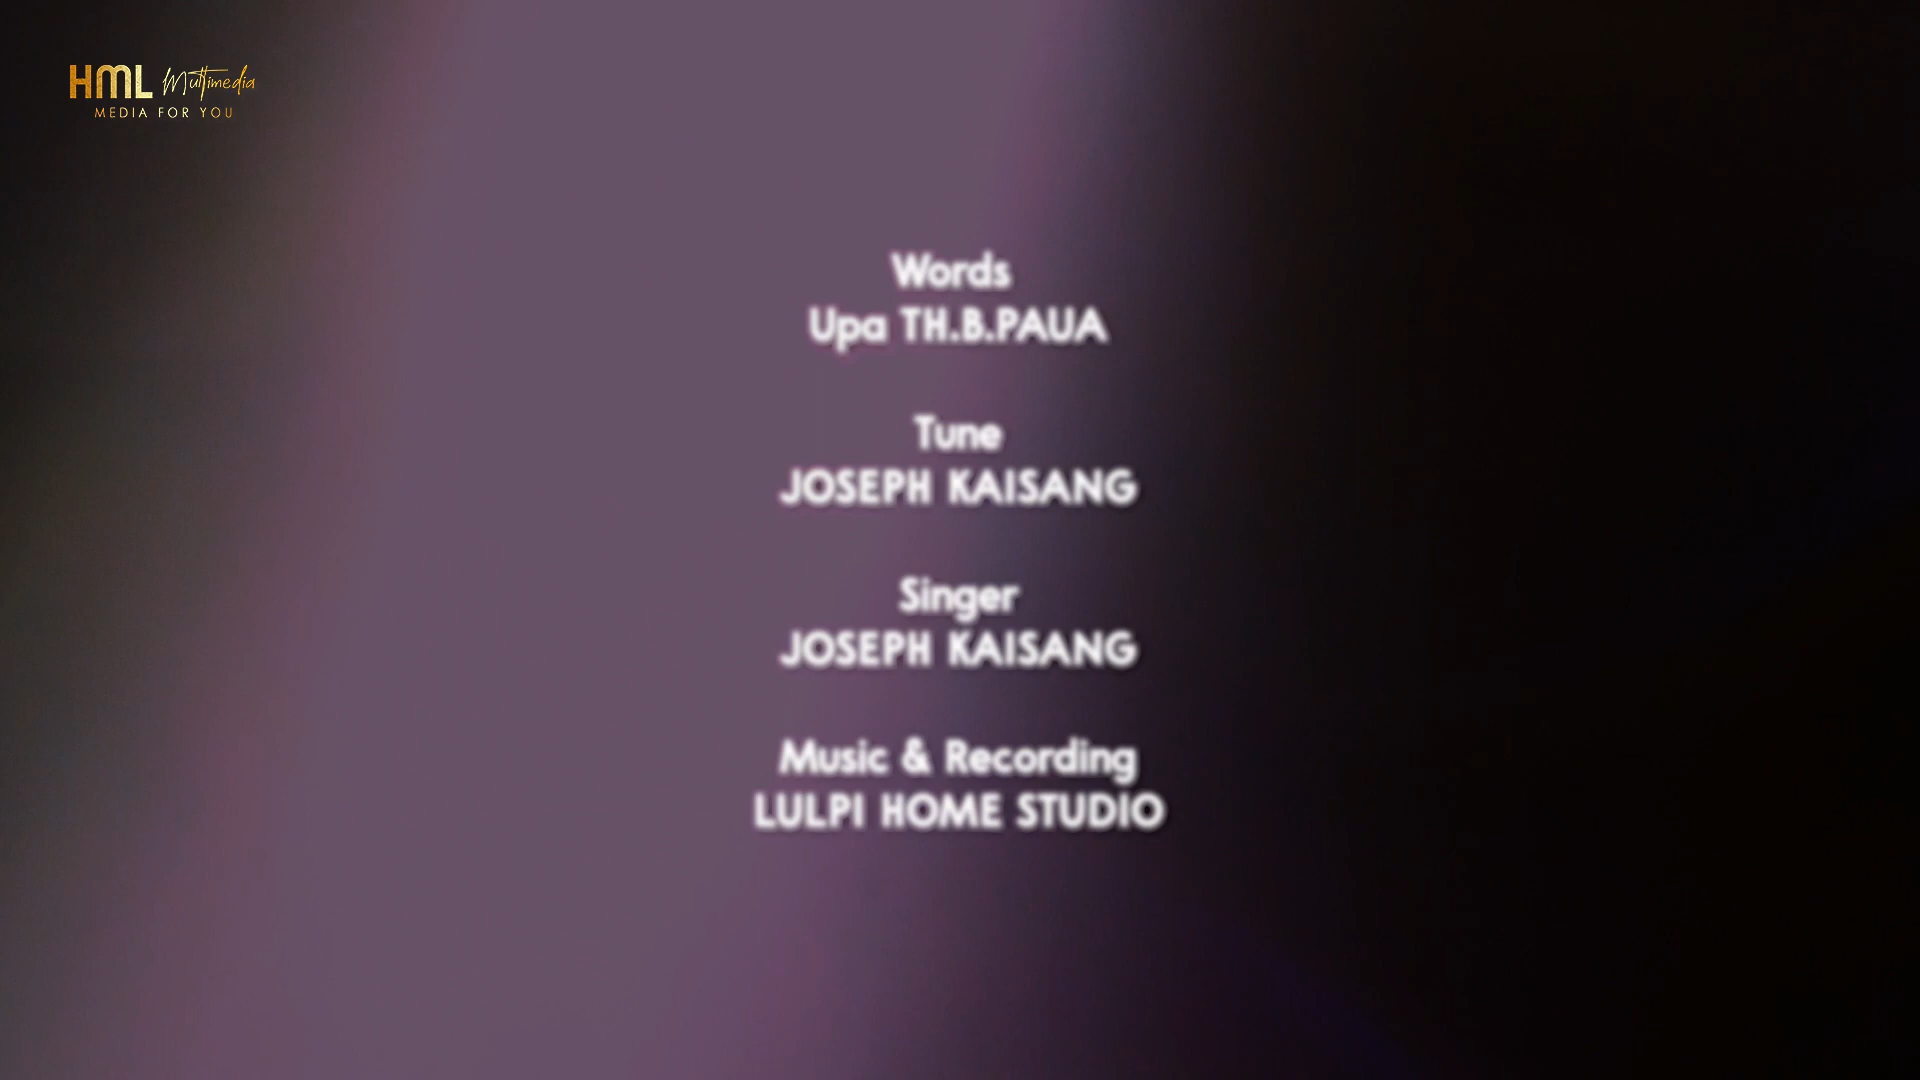 HML Multimedia
MEDIA FOR YOU
Words
Upa TH.B.PAUA
Tune
JOSEPH KAISANG
Singer
JOSEPH KAISANG
Music & Recording
LULPI HOME STUDIO